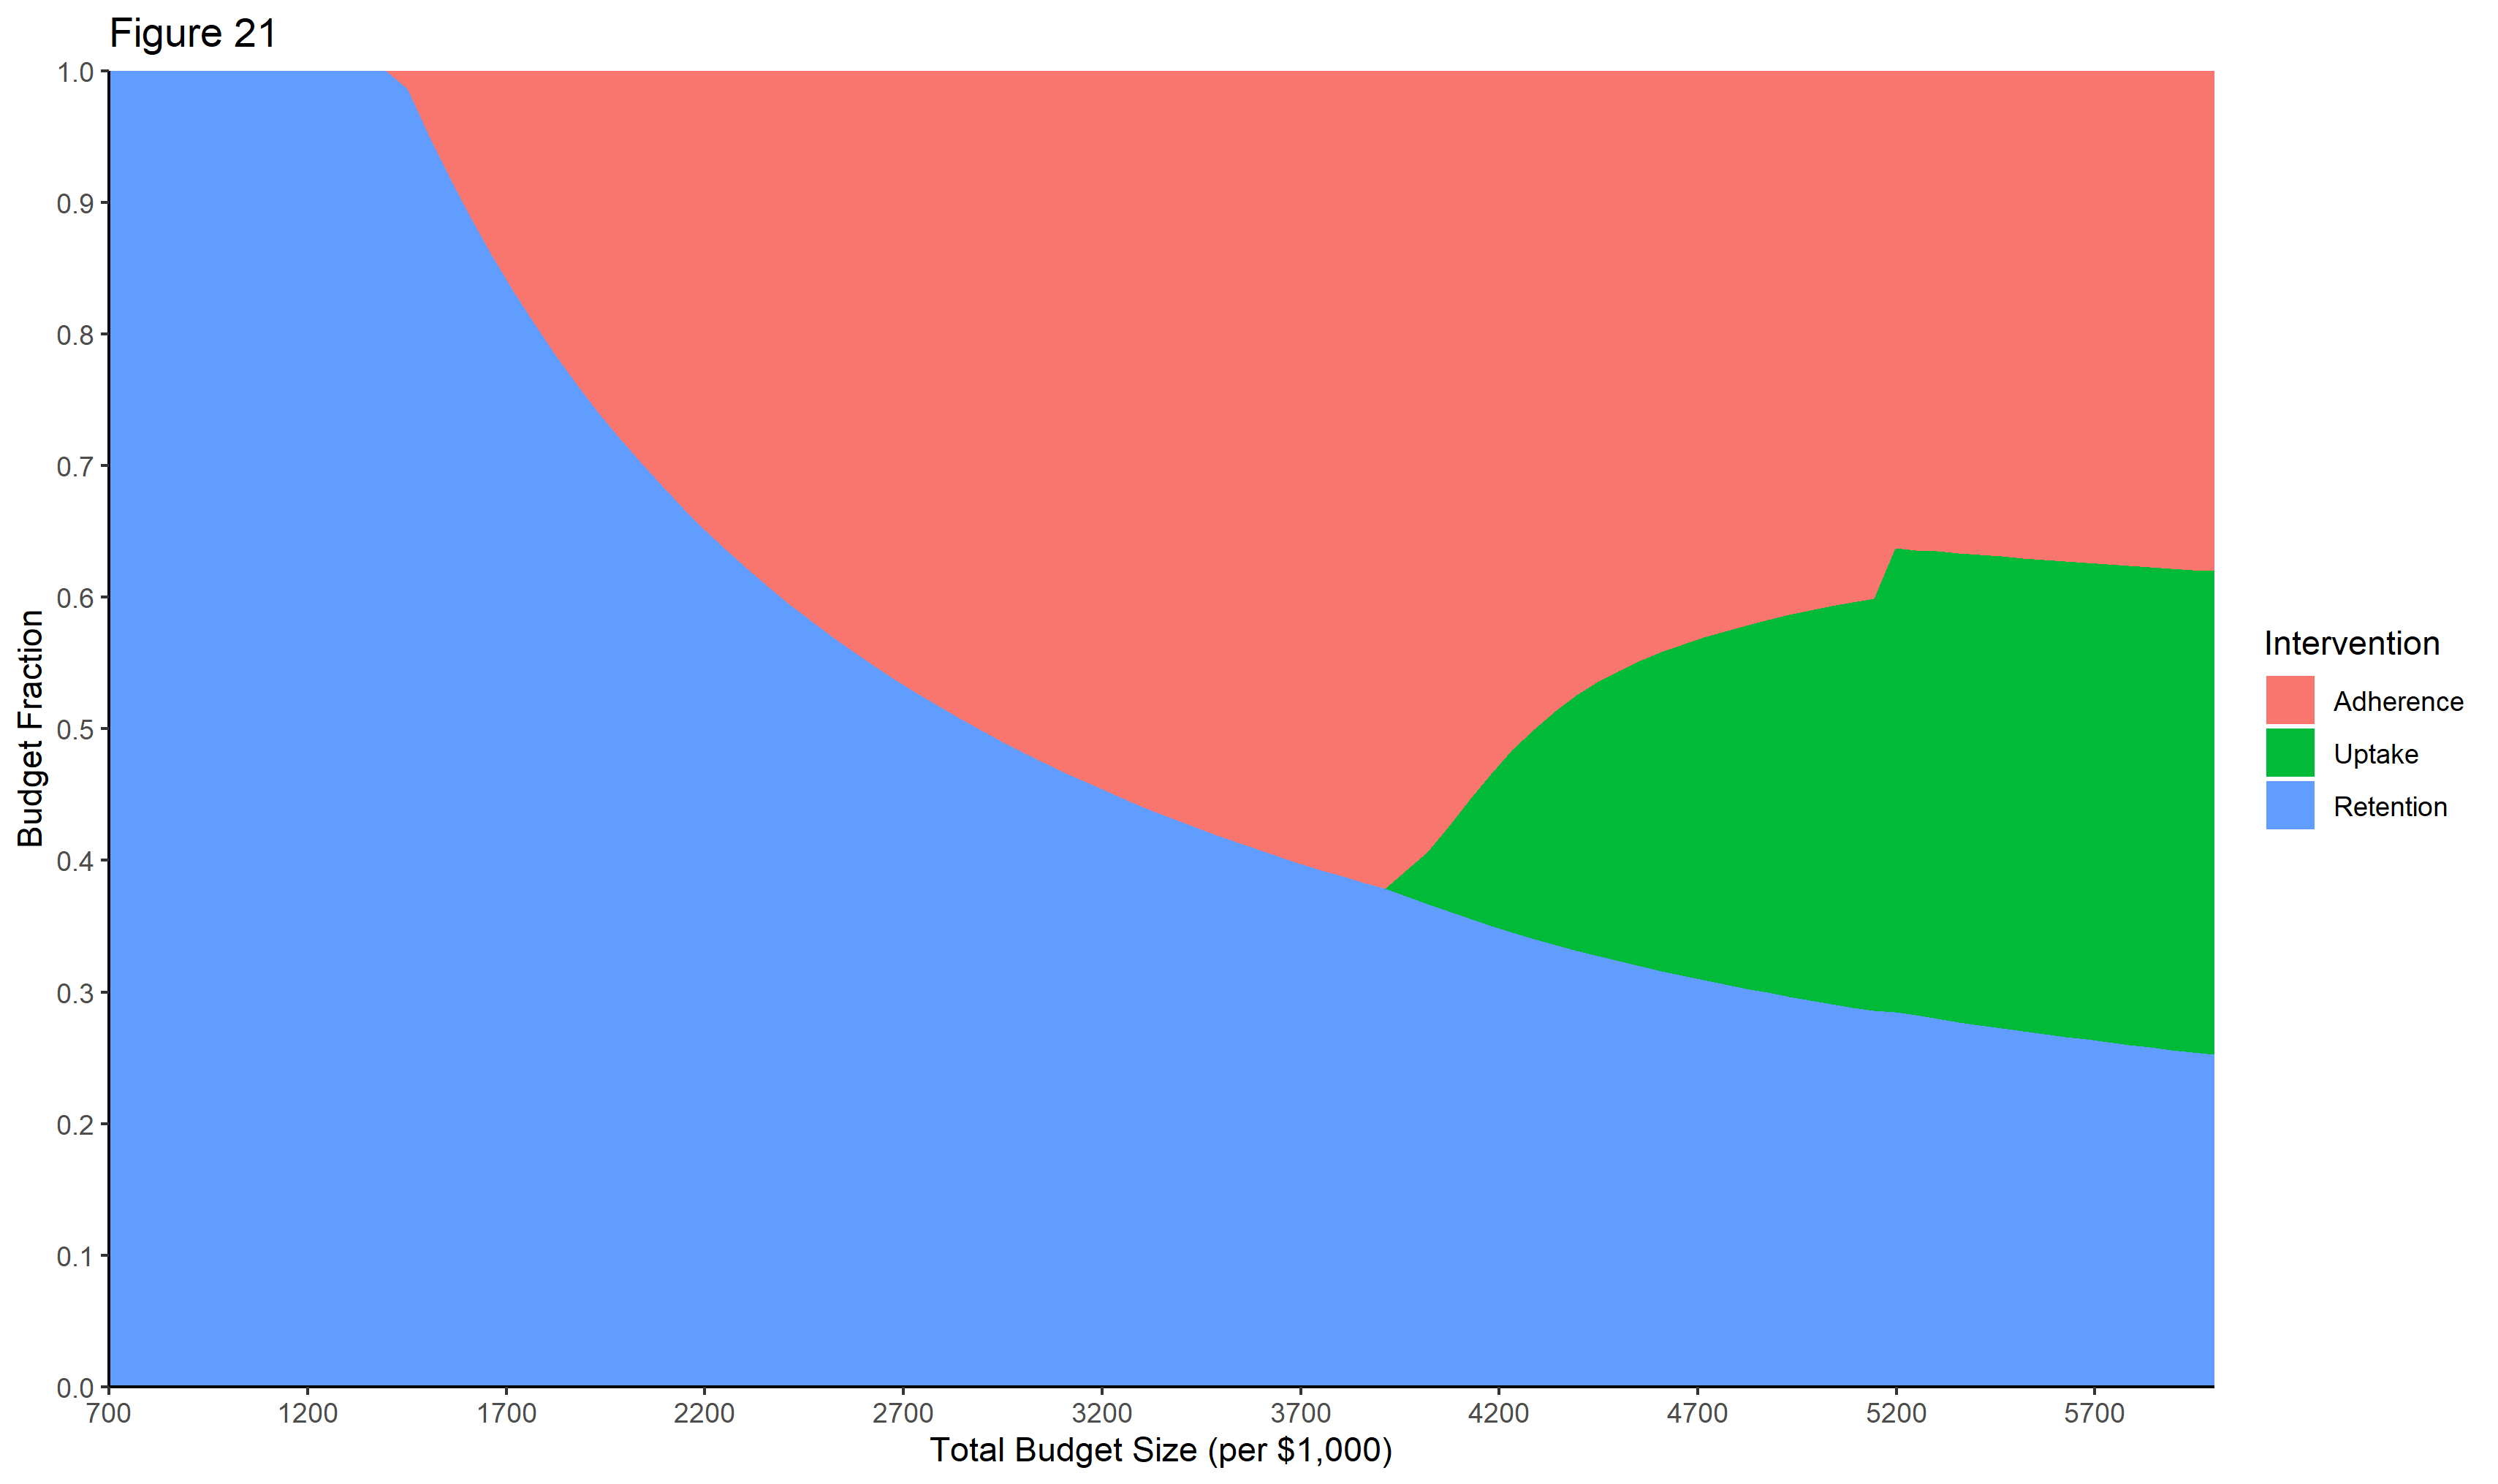 Figure 21
1.0
0.9
0.8
0.7
0.6
0.5
0.4
0.3
0.2
0.1
0.0
Budget Fraction
700 1200 1700 2200 2700 3200 3700 4200 4700 5200 5700
Total Budget Size (per $1,000)
Intervention
Adherence
Uptake
Retention